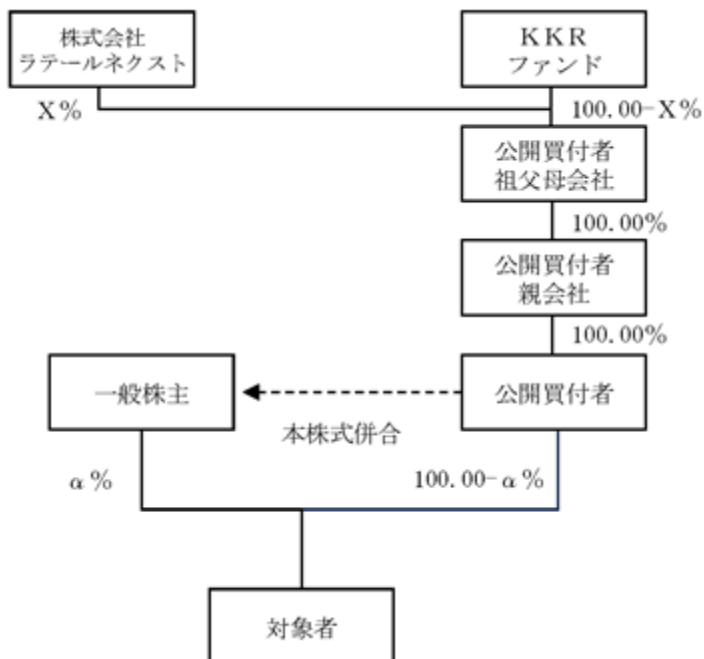 株式会社
ラテールネクスト
KKR
ファンド
X%
100.00-X%
公開買付者
祖父母会社
100.00%
公開買付者
親会社
100.00%
一般株主
公開買付者
本株式併合
α%
100.00-α%
対象者